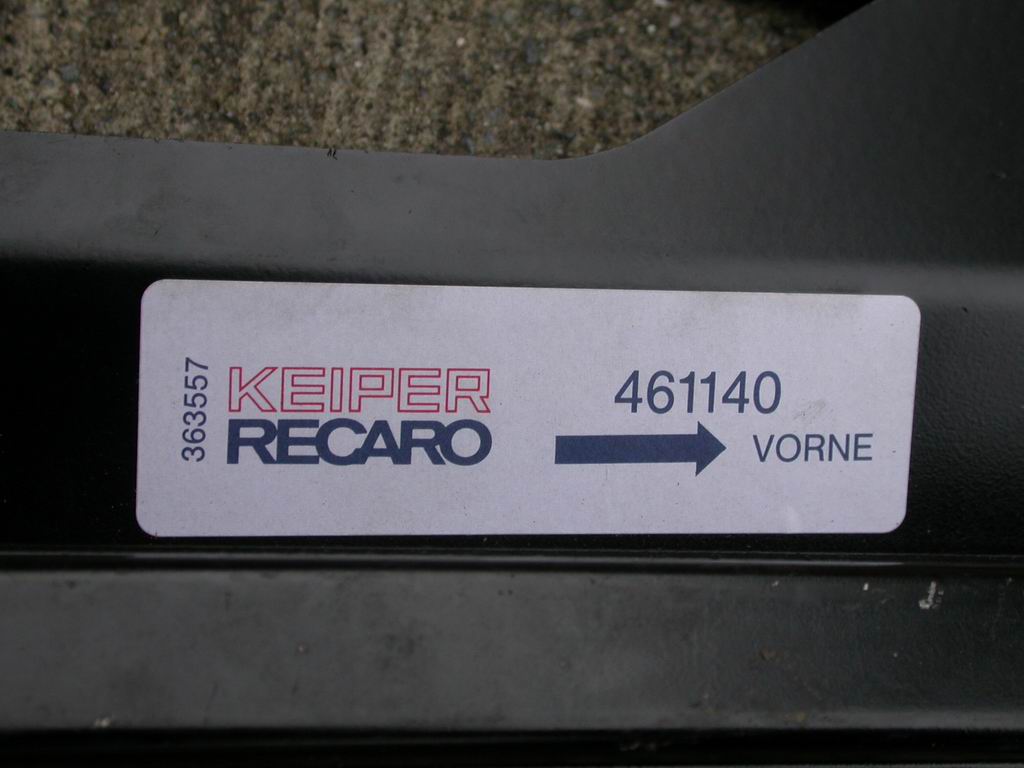 363557
KEIPER
RECARO
461140
VORNE